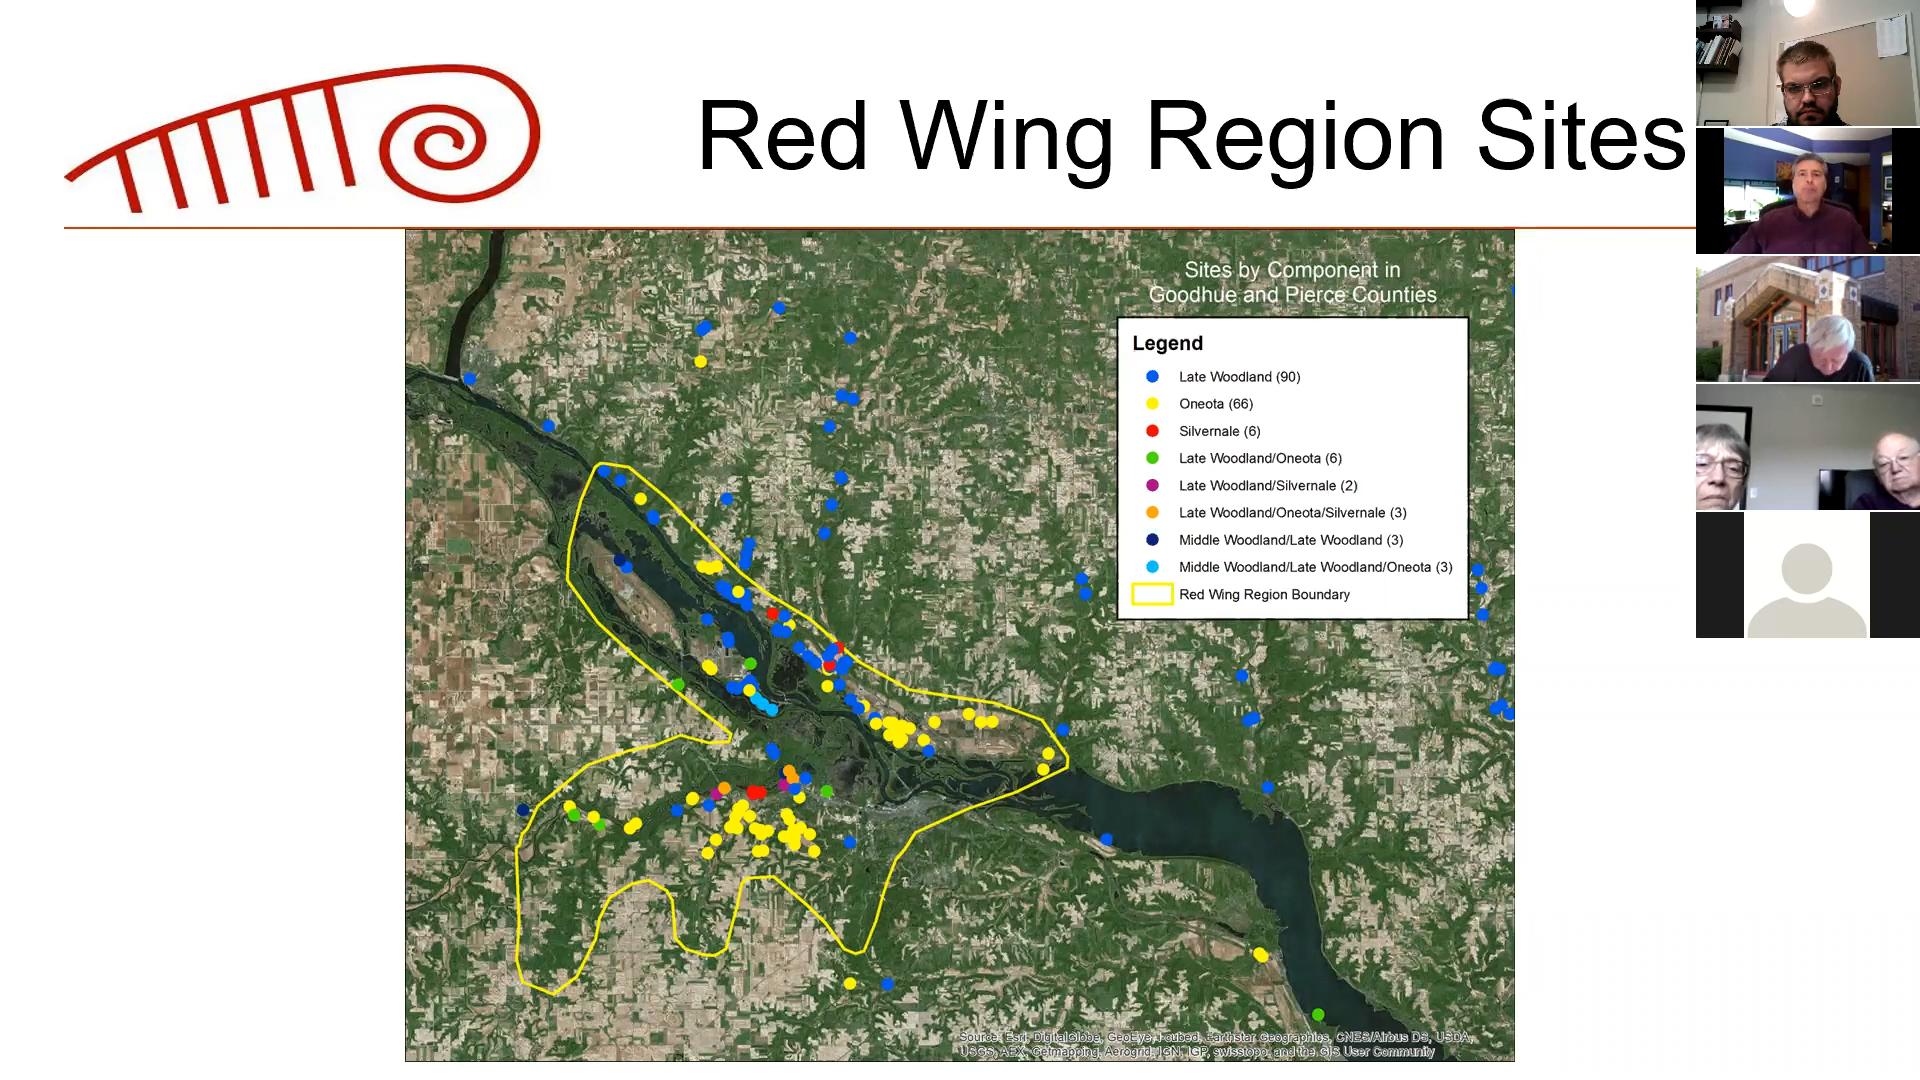 Red Wing Region Sites
Sites by Component in
Goodhue and Pierce Counties
Legend
Late Woodland (90)
Oneota (66)
Silvernale (6)
Late Woodland/Oneota (6)
Late Woodland/Silvernale (2)
Late Woodland/Oneota/Silvernale (3)
Middle Woodland/Late Woodland (3)
Middle Woodland/Late Woodland/Oneota (3)
Red Wing Region Boundary
Source: Esri, DigitalGlobe, GeoEye, i-cubed, Earthstar Geographics, CNES/Airbus DS, USDA,
USGS, AEX, Getmapping, Aerogrid, IGN, IGP, swisstopo, and the GIS User Community